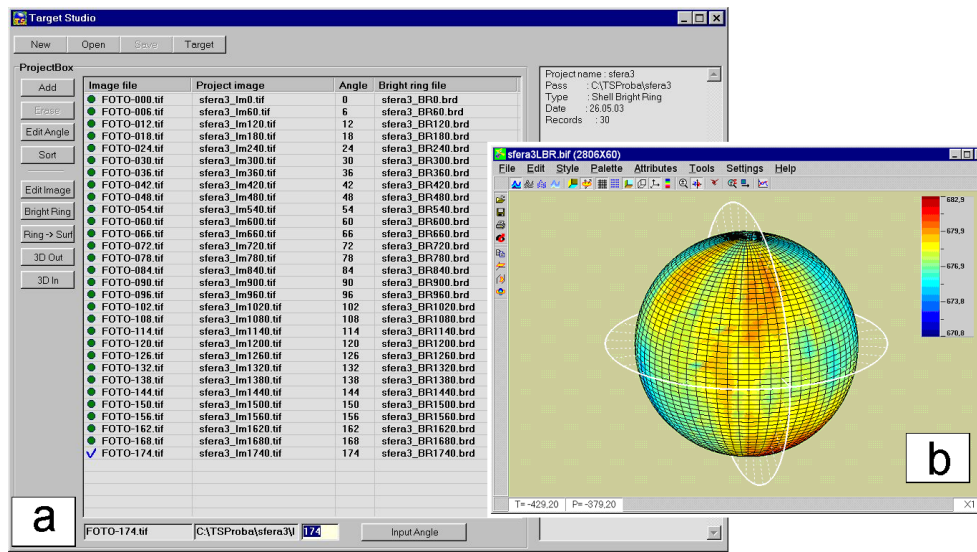 Target Studio
New Open Save Target
ProjectBox
Add
Erase
Edit Angle
Sort
Edit Image
Bright Ring
Ring -> Surf
3D Out
3D In
Image file Project image Angle Bright ring file
FOTO-000.tif sfera3_Im0.tif 0 sfera3_BR0.brd
FOTO-006.tif sfera3_Im60.tif 6 sfera3_BR60.brd
FOTO-012.tif sfera3_Im120.tif 12 sfera3_BR120.brd
FOTO-018.tif sfera3_Im180.tif 18 sfera3_BR180.brd
FOTO-024.tif sfera3_Im240.tif 24 sfera3_BR240.brd
FOTO-030.tif sfera3_Im300.tif 30 sfera3_BR300.brd
FOTO-036.tif sfera3_Im360.tif 36 sfera3_BR360.brd
FOTO-042.tif sfera3_Im420.tif 42 sfera3_BR420.brd
FOTO-048.tif sfera3_Im480.tif 48 sfera3_BR480.brd
FOTO-054.tif sfera3_Im540.tif 54 sfera3_BR540.brd
FOTO-060.tif sfera3_Im600.tif 60 sfera3_BR600.brd
FOTO-066.tif sfera3_Im660.tif 66 sfera3_BR660.brd
FOTO-072.tif sfera3_Im720.tif 72 sfera3_BR720.brd
FOTO-078.tif sfera3_Im780.tif 78 sfera3_BR780.brd
FOTO-084.tif sfera3_Im840.tif 84 sfera3_BR840.brd
FOTO-090.tif sfera3_Im900.tif 90 sfera3_BR900.brd
FOTO-096.tif sfera3_Im960.tif 96 sfera3_BR960.brd
FOTO-102.tif sfera3_Im1020.tif 102 sfera3_BR1020.brd
FOTO-108.tif sfera3_Im1080.tif 108 sfera3_BR1080.brd
FOTO-114.tif sfera3_Im1140.tif 114 sfera3_BR1140.brd
FOTO-120.tif sfera3_Im1200.tif 120 sfera3_BR1200.brd
FOTO-126.tif sfera3_Im1260.tif 126 sfera3_BR1260.brd
FOTO-132.tif sfera3_Im1320.tif 132 sfera3_BR1320.brd
FOTO-138.tif sfera3_Im1380.tif 138 sfera3_BR1380.brd
FOTO-144.tif sfera3_Im1440.tif 144 sfera3_BR1440.brd
FOTO-150.tif sfera3_Im1500.tif 150 sfera3_BR1500.brd
FOTO-156.tif sfera3_Im1560.tif 156 sfera3_BR1560.brd
FOTO-162.tif sfera3_Im1620.tif 162 sfera3_BR1620.brd
FOTO-168.tif sfera3_Im1680.tif 168 sfera3_BR1680.brd
FOTO-174.tif sfera3_Im1740.tif 174 sfera3_BR1740.brd
FOTO-174.tif C:\TSProba\sfera3\I 174 Input Angle
a
Project name : sfera3
Pass : C:\TSProba\sfera3
Type : Shell Bright Ring
Date : 26.05.03
Records : 30
sfera3LBR.bif (2806X60)
File Edit Style Palette Attributes Tools Settings Help
682,9
679,9
676,9
673,8
670,8
b
T= -429,20 P= -379,20 X1